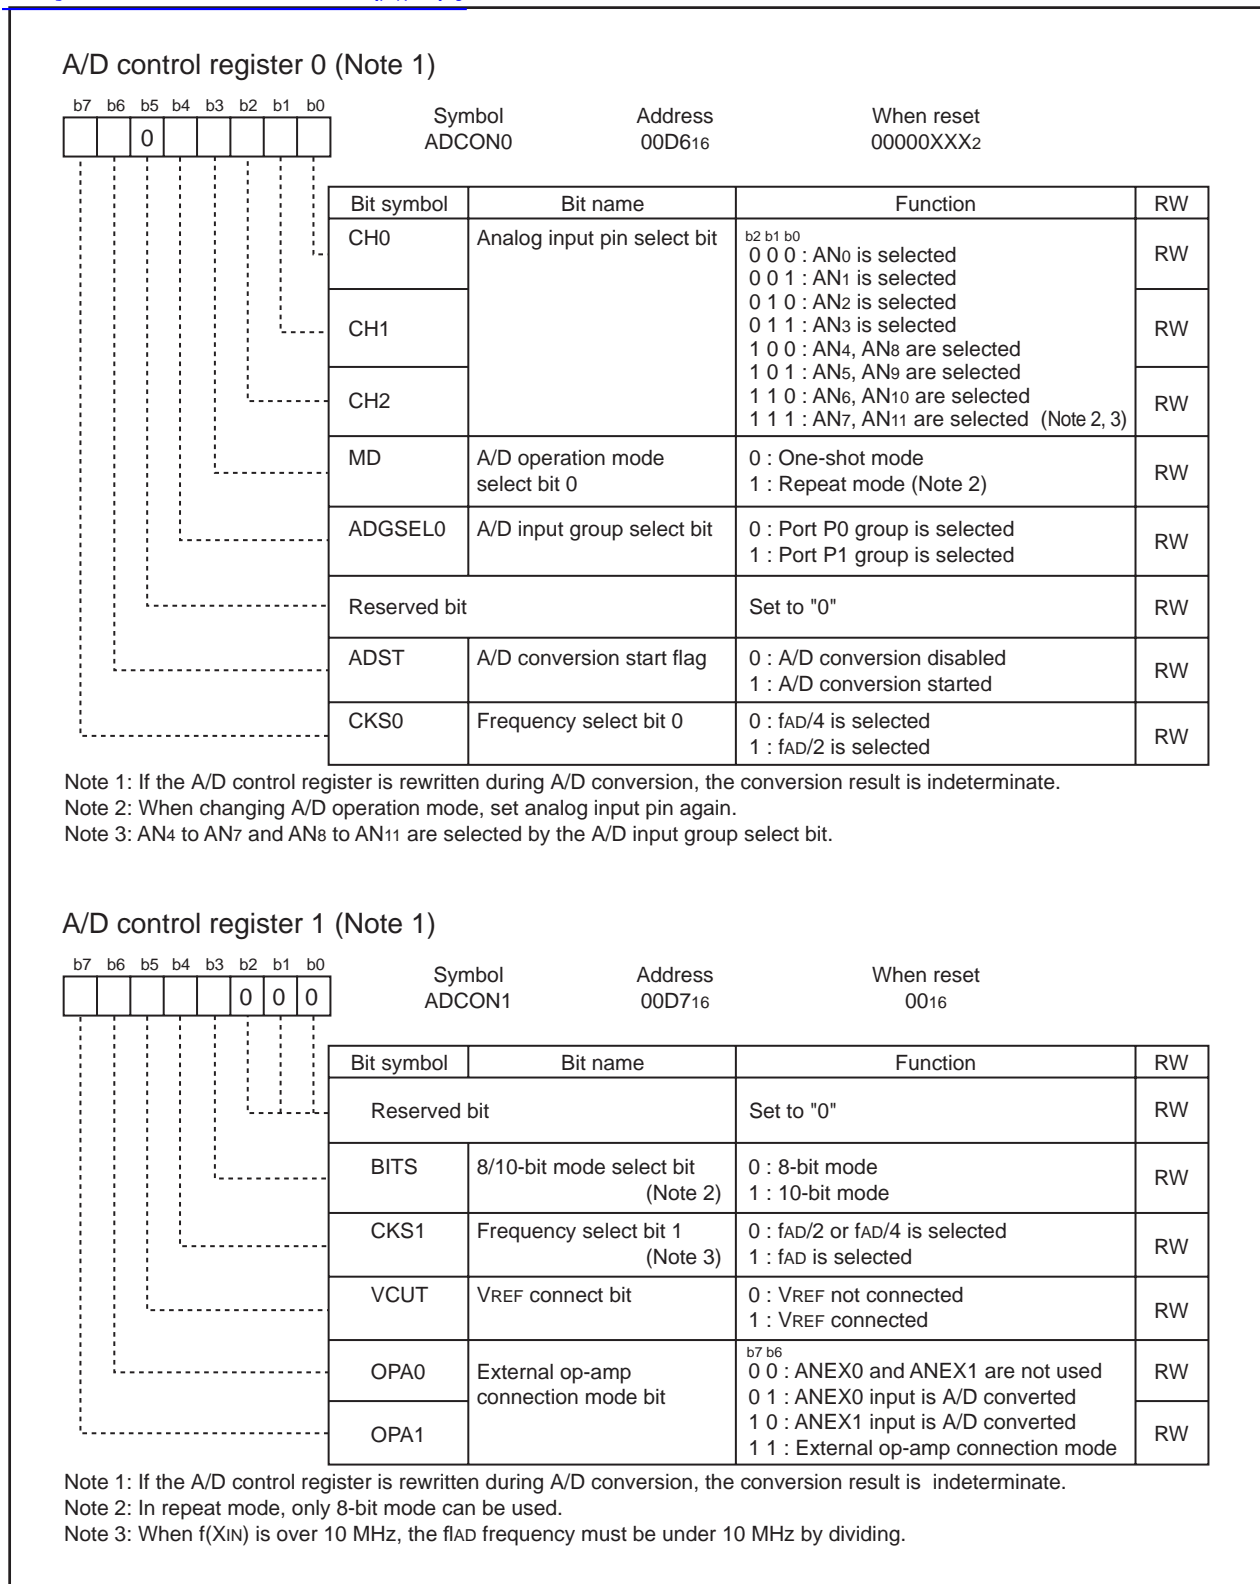 A/D control register 0 (Note 1)
b7 b6 b5 b4 b3 b2 b1 b0
0
Symbol Address When reset
ADCON0 00D616 00000XXX2
Bit symbol Bit name Function RW
CH0 Analog input pin select bit b2 b1 b0
0 0 0 : AN0 is selected RW
0 0 1 : AN1 is selected
0 1 0 : AN2 is selected
CH1 0 1 1 : AN3 is selected RW
1 0 0 : AN4, AN8 are selected
1 0 1 : AN5, AN9 are selected
CH2 1 1 0 : AN6, AN10 are selected RW
1 1 1 : AN7, AN11 are selected (Note 2, 3)
MD A/D operation mode 0 : One-shot mode RW
select bit 0 1 : Repeat mode (Note 2)
ADGSEL0 A/D input group select bit 0 : Port P0 group is selected RW
1 : Port P1 group is selected
Reserved bit Set to "0" RW
ADST A/D conversion start flag 0 : A/D conversion disabled RW
1 : A/D conversion started
CKS0 Frequency select bit 0 0 : fAD/4 is selected RW
1 : fAD/2 is selected
Note 1: If the A/D control register is rewritten during A/D conversion, the conversion result is indeterminate.
Note 2: When changing A/D operation mode, set analog input pin again.
Note 3: AN4 to AN7 and AN8 to AN11 are selected by the A/D input group select bit.
A/D control register 1 (Note 1)
b7 b6 b5 b4 b3 b2 b1 b0
0 0 0
Symbol Address When reset
ADCON1 00D716 0016
Bit symbol Bit name Function RW
Reserved bit Set to "0" RW
BITS 8/10-bit mode select bit 0 : 8-bit mode RW
(Note 2) 1 : 10-bit mode
CKS1 Frequency select bit 1 0 : fAD/2 or fAD/4 is selected RW
(Note 3) 1 : fAD is selected
VCUT VREF connect bit 0 : VREF not connected RW
1 : VREF connected
b7 b6
OPA0 External op-amp 0 0 : ANEX0 and ANEX1 are not used RW
connection mode bit 0 1 : ANEX0 input is A/D converted
1 0 : ANEX1 input is A/D converted
OPA1 1 1 : External op-amp connection mode RW
Note 1: If the A/D control register is rewritten during A/D conversion, the conversion result is indeterminate.
Note 2: In repeat mode, only 8-bit mode can be used.
Note 3: When f(XIN) is over 10 MHz, the flAD frequency must be under 10 MHz by dividing.